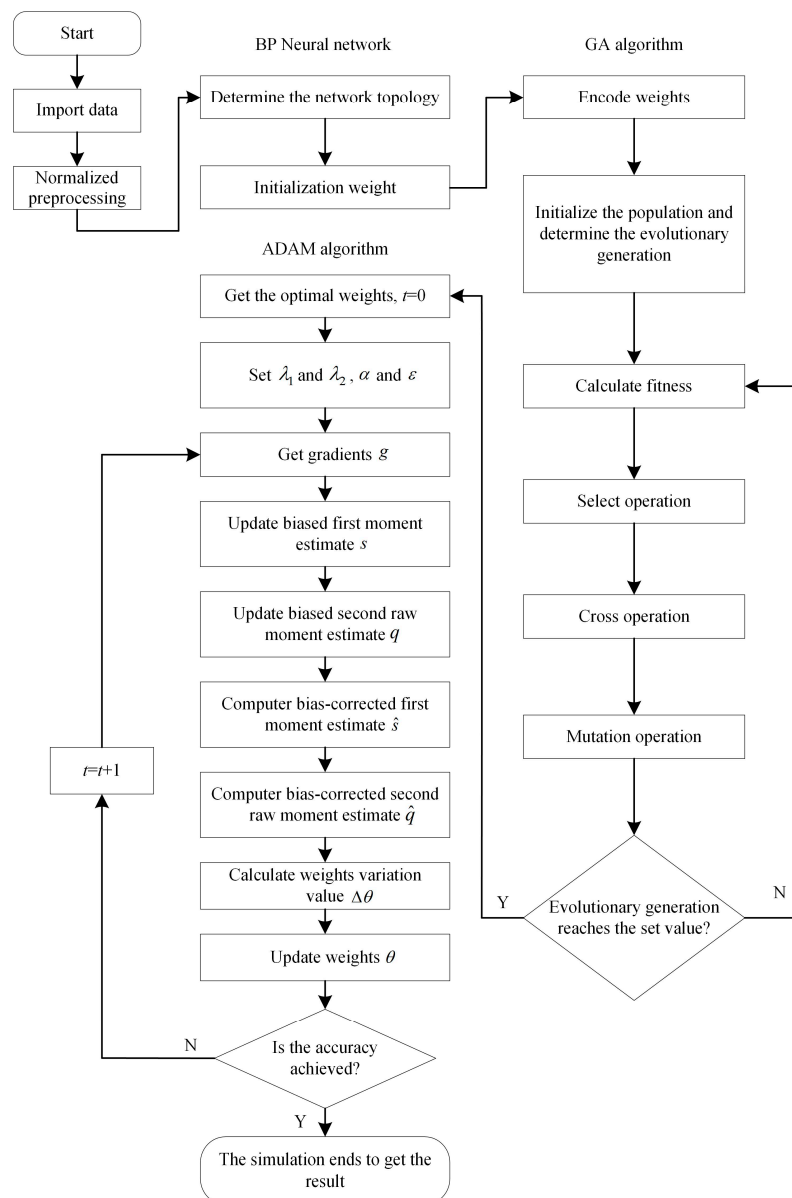 Start
Import data
Normalized
preprocessing
BP Neural network
Determine the network topology
Initialization weight
GA algorithm
Encode weights
Initialize the population and
determine the evolutionary
generation
Calculate fitness
Select operation
Cross operation
Mutation operation
Evolutionary generation
reaches the set value?
Y
N
ADAM algorithm
Get the optimal weights, t=0
Set λ₁ and λ₂ , α and ε
Get gradients g
Update biased first moment
estimate s
Update biased second raw
moment estimate q
Computer bias-corrected first
moment estimate ŝ
Computer bias-corrected second
raw moment estimate q̂
Calculate weights variation
value Δθ
Update weights θ
Is the accuracy
achieved?
N
t=t+1
Y
The simulation ends to get the
result